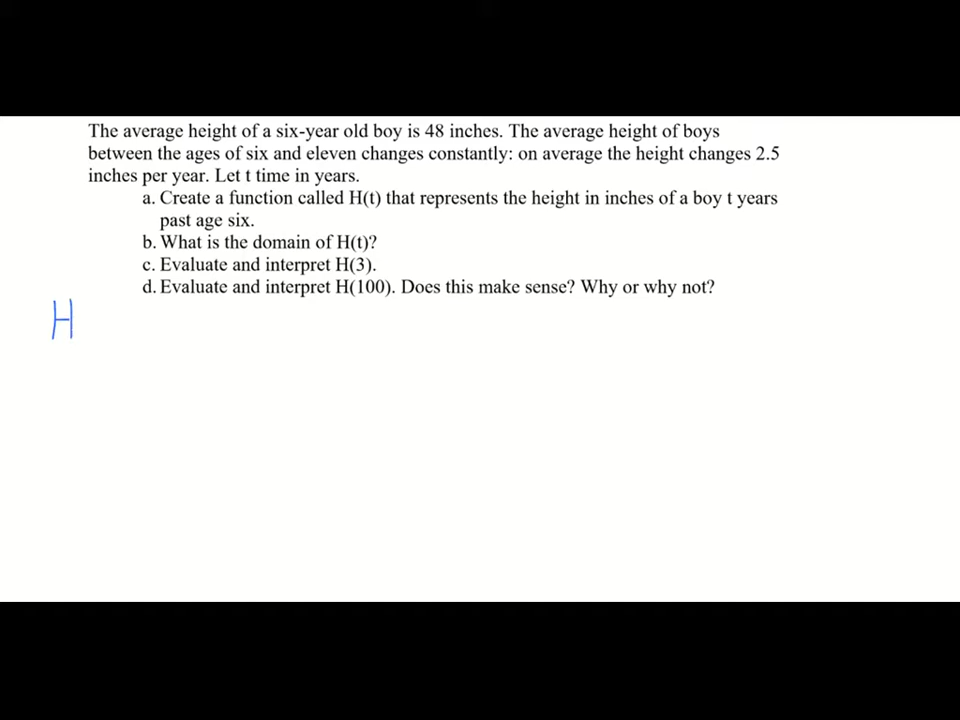 The average height of a six-year old boy is 48 inches. The average height of boys
between the ages of six and eleven changes constantly: on average the height changes 2.5
inches per year. Let t time in years.
a. Create a function called H(t) that represents the height in inches of a boy t years
past age six.
b. What is the domain of H(t)?
c. Evaluate and interpret H(3).
d. Evaluate and interpret H(100). Does this make sense? Why or why not?
H